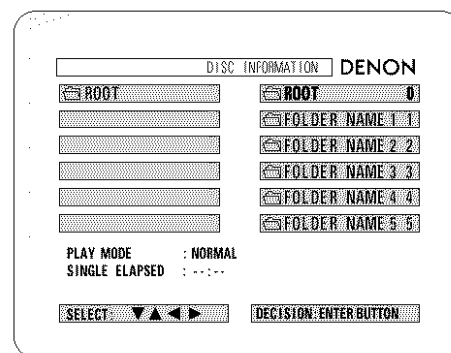 DISC INFORMATION DENON
ROOT ROOT 0
FOLDER NAME 1 1
FOLDER NAME 2 2
FOLDER NAME 3 3
FOLDER NAME 4 4
FOLDER NAME 5 5
PLAY MODE : NORMAL
SINGLE ELAPSED : --:--
SELECT: ▼▲◀▶ DECISION ENTER BUTTON